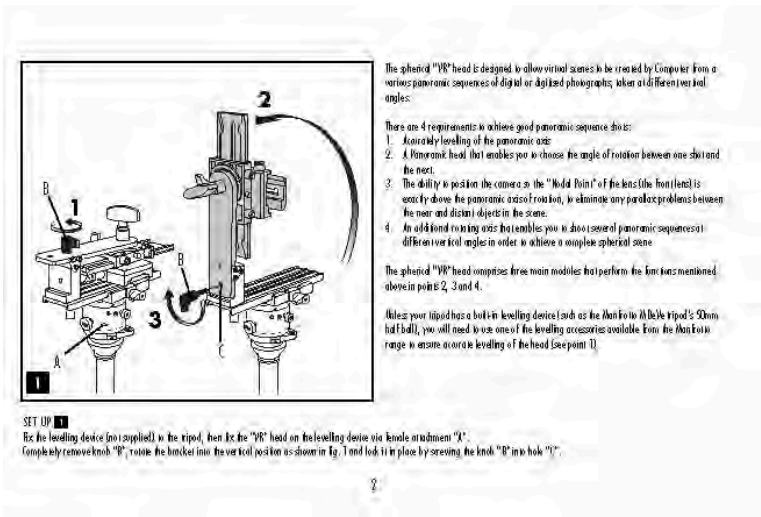 The spherical "VR" head is designed to allow virtual scenes to be created by Computer from a
various panoramic sequences of digital or digitised photographs, taken at different vertical
angles.
There are 4 requirements to achieve good panoramic sequence shots:
1. Accurately levelling of the panoramic axis
2. A Panoramic head that enables you to choose the angle of rotation between one shot and
the next.
3. The ability to position the camera so the "Nodal Point" of the lens (the front lens) is
exactly above the panoramic axis of rotation, to eliminate any parallax problems between
the near and distant objects in the scene.
4. An additional rotating axis that enables you to shoot several panoramic sequences at
different vertical angles in order to achieve a complete spherical scene
The spherical "VR" head comprises three main modules that perform the functions mentioned
above in points 2, 3 and 4.
Unless your tripod has a built-in levelling device (such as the Manfrotto MDeVe tripod's 50mm
half ball), you will need to use one of the levelling accessories available from the Manfrotto
range to ensure accurate levelling of the head (see point 1)
2
B
1
B
3
C
A
1
SET UP 1
Fix the levelling device (not supplied) to the tripod, then fix the "VR" head on the levelling device via female attachment "A".
Completely remove knob "B", rotate the bracket into the vertical position as shown in fig. 1 and lock it in place by screwing the knob "B" into hole "C".
2